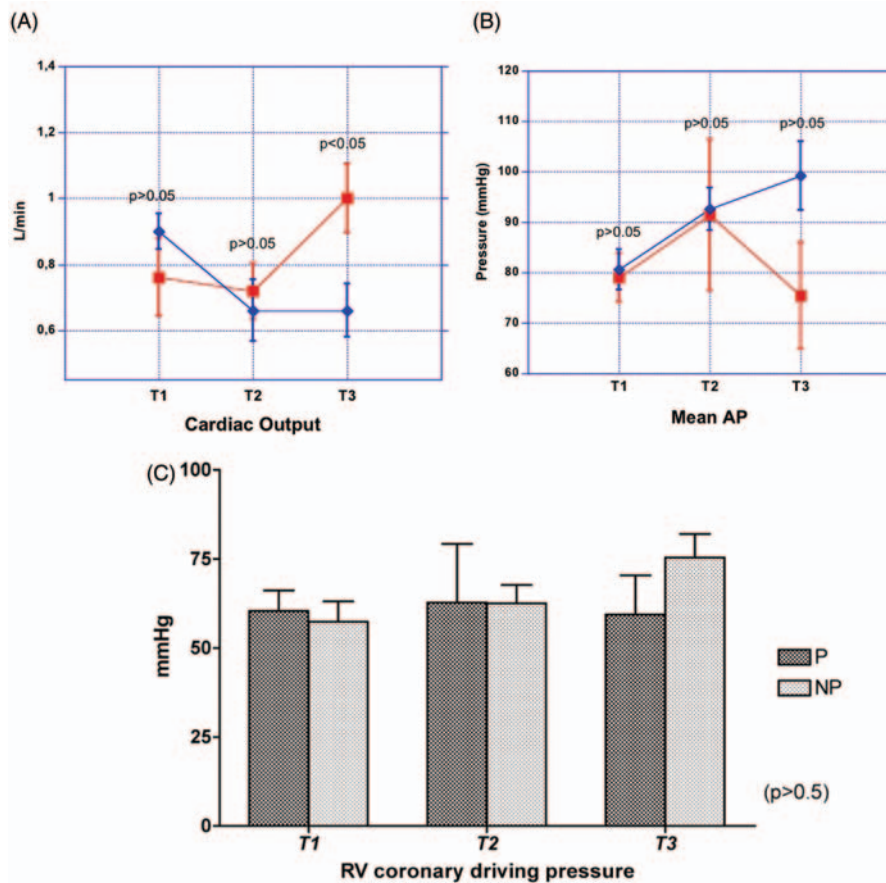 (A)
1,4
1,2
1
0,8
0,6
L/min
p>0.05
p>0.05
p<0.05
T1 T2 T3
Cardiac Output
(B)
120
110
100
90
80
70
60
Pressure (mmHg)
p>0.05
p>0.05
p>0.05
T1 T2 T3
Mean AP
(C)
100
75
50
25
0
mmHg
P
NP
(p>0.5)
T1 T2 T3
RV coronary driving pressure